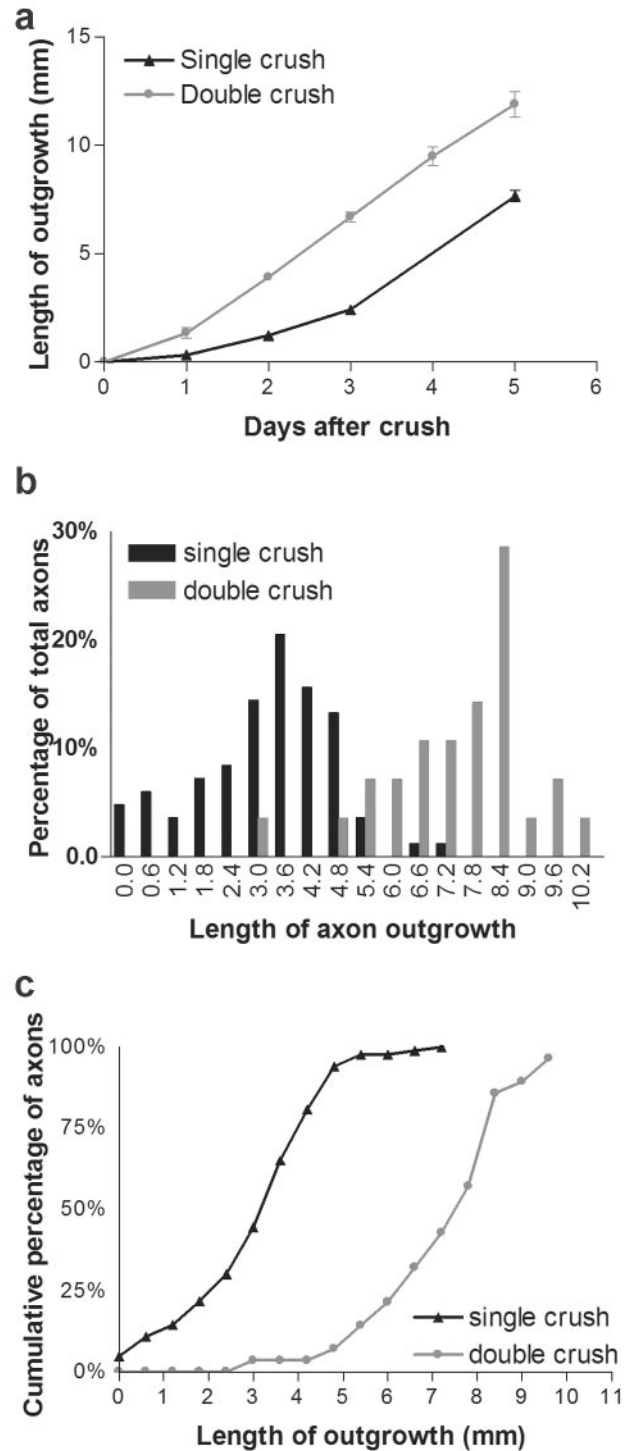 a
Length of outgrowth (mm)
15
10
5
0
Single crush
Double crush
0 1 2 3 4 5 6
Days after crush
b
Percentage of total axons
30%
20%
10%
0.0
single crush
double crush
0.0 0.6 1.2 1.8 2.4 3.0 3.6 4.2 4.8 5.4 6.0 6.6 7.2 7.8 8.4 9.0 9.6 10.2
Length of axon outgrowth
c
Cumulative percentage of axons
100%
75%
50%
25%
0%
single crush
double crush
0 1 2 3 4 5 6 7 8 9 10 11
Length of outgrowth (mm)